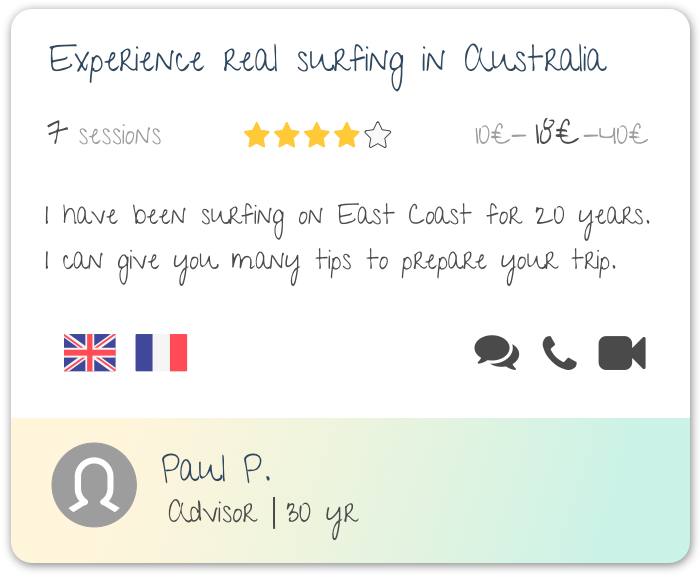 Experience real surfing in Australia
7 sessions
10€ - 18€ - 40€
I have been surfing on East Coast for 20 years.
I can give you many tips to prepare your trip.
Paul P.
Advisor | 30 yr